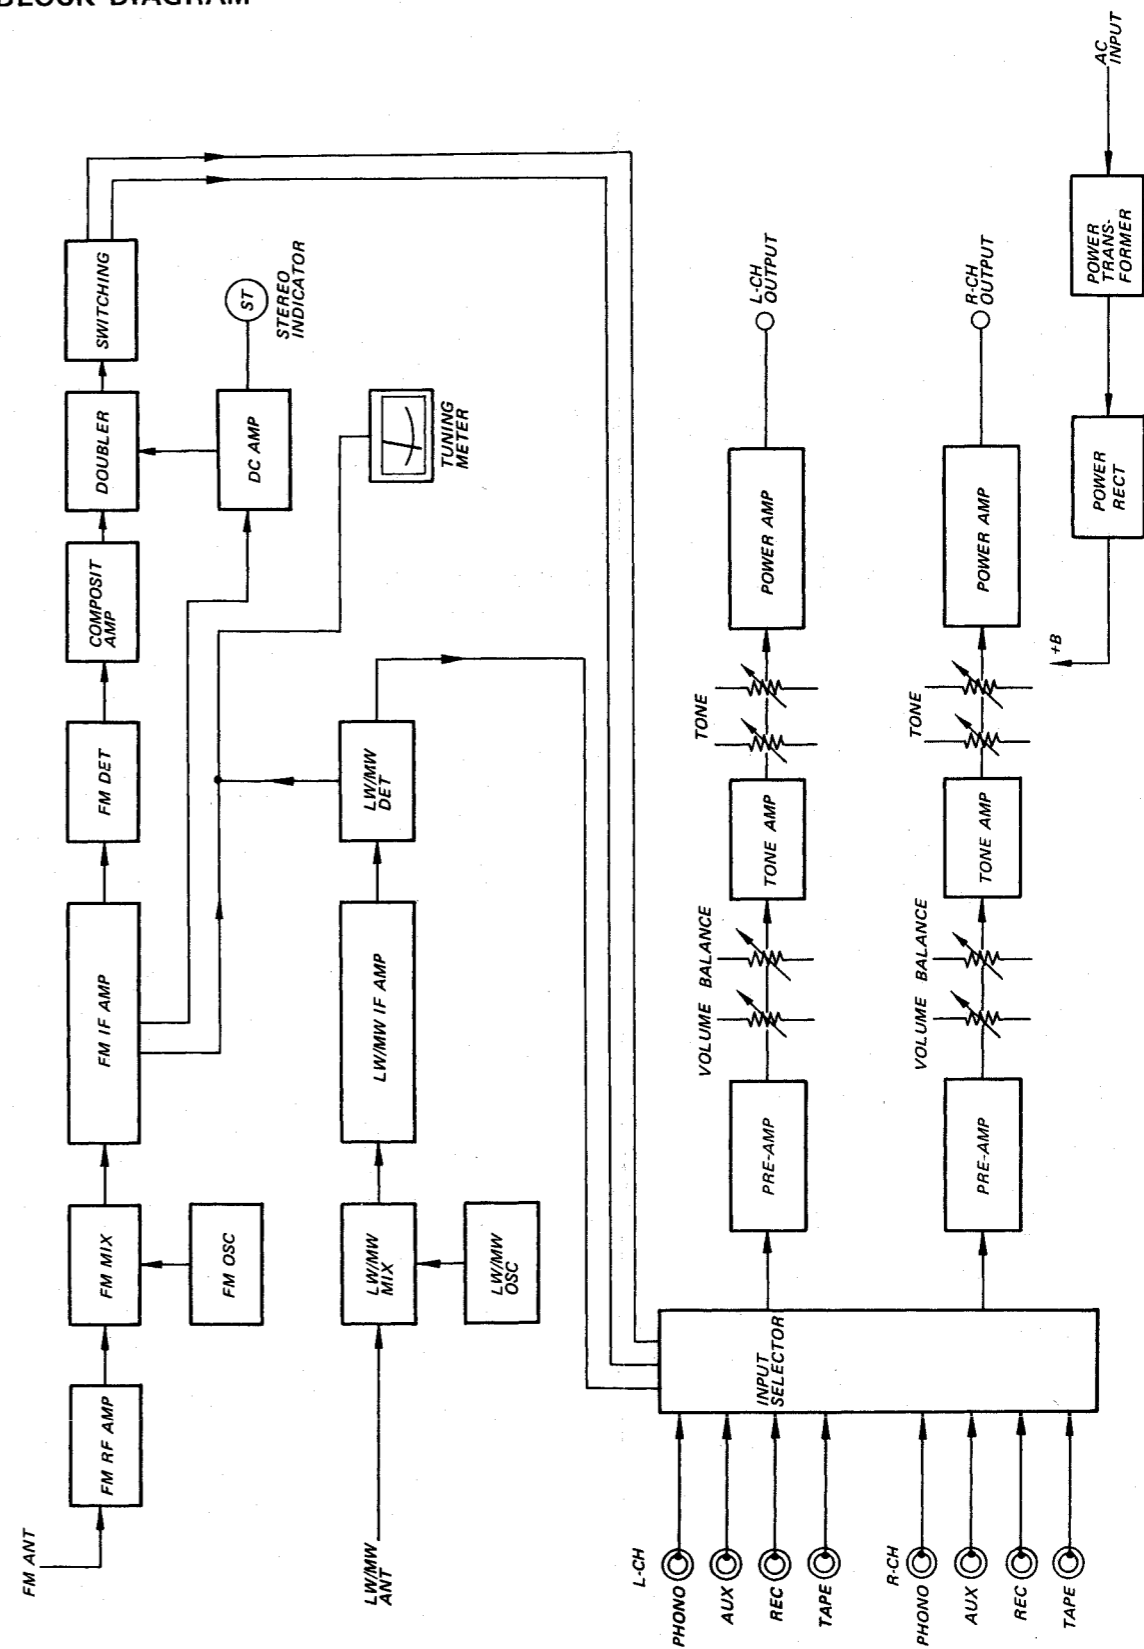 BLOCK DIAGRAM
FM ANT
FM RF AMP
FM MIX
FM OSC
FM IF AMP
FM DET
COMPOSIT
AMP
DOUBLER
SWITCHING
DC AMP
ST
STEREO
INDICATOR
TUNING
METER
LW/MW
ANT
LW/MW
MIX
LW/MW
OSC
LW/MW IF AMP
LW/MW
DET
L-CH
PHONO
AUX
REC
TAPE
R-CH
PHONO
AUX
REC
TAPE
INPUT
SELECTOR
PRE-AMP
VOLUME
BALANCE
TONE AMP
TONE
POWER AMP
L-CH
OUTPUT
PRE-AMP
VOLUME
BALANCE
TONE AMP
TONE
POWER AMP
R-CH
OUTPUT
+B
POWER
RECT
POWER
TRANS-
FORMER
AC
INPUT